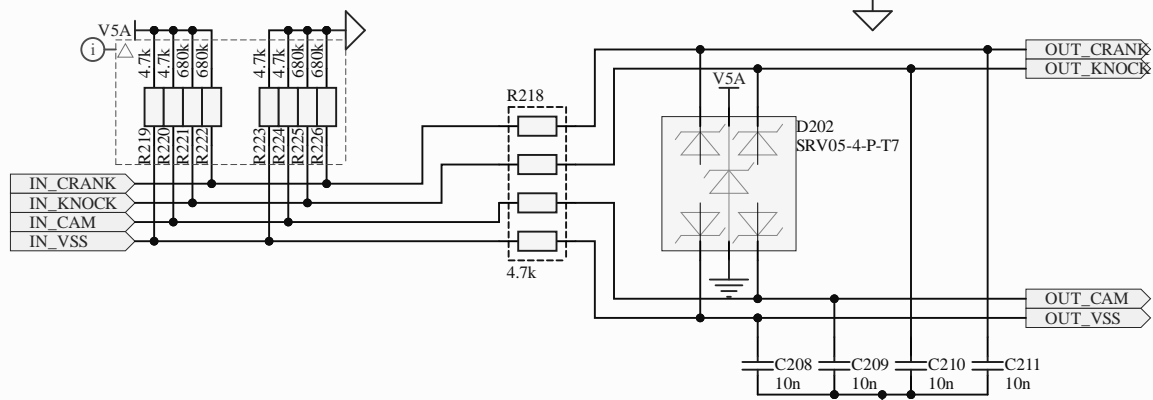 V5A
i
4.7k
4.7k
680k
680k
4.7k
4.7k
680k
680k
R219
R220
R221
R222
R223
R224
R225
R226
IN_CRANK
IN_KNOCK
IN_CAM
IN_VSS
R218
4.7k
V5A
D202
SRV05-4-P-T7
OUT_CRANK
OUT_KNOCK
OUT_CAM
OUT_VSS
C208
10n
C209
10n
C210
10n
C211
10n